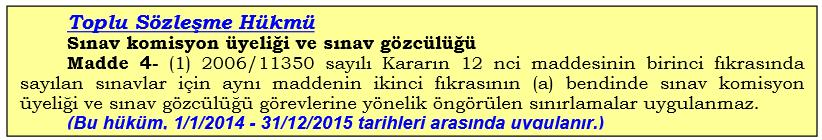 Toplu Sözleşme Hükmü
Sınav komisyon üyeliği ve sınav gözcülüğü
Madde 4- (1) 2006/11350 sayılı Kararın 12 nci maddesinin birinci fıkrasında
sayılan sınavlar için aynı maddenin ikinci fıkrasının (a) bendinde sınav komisyon
üyeliği ve sınav gözcülüğü görevlerine yönelik öngörülen sınırlamalar uygulanmaz.
(Bu hüküm, 1/1/2014 - 31/12/2015 tarihleri arasında uygulanır.)